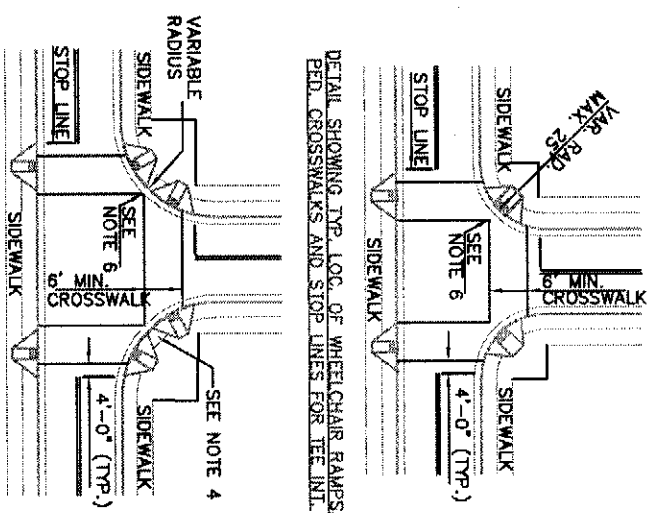 VAR. RAD
MAX. 25'
SIDEWALK
STOP LINE
SEE
NOTE 6
6' MIN.
CROSSWALK
SIDEWALK
SIDEWALK
4'-0" (TYP.)
DETAIL SHOWING TYP. LOC. OF WHEELCHAIR RAMPS
PED. CROSSWALKS AND STOP LINES FOR TEE INT.
VARIABLE
RADIUS
SIDEWALK
STOP LINE
SEE
NOTE 6
6' MIN.
CROSSWALK
SIDEWALK
SEE NOTE 4
SIDEWALK
4'-0" (TYP.)